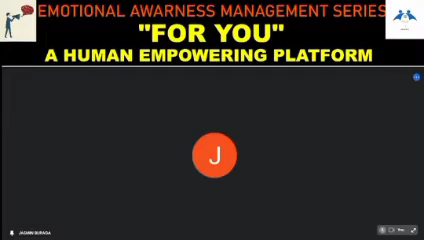 EMOTIONAL AWARNESS MANAGEMENT SERIES
"FOR YOU"
A HUMAN EMPOWERING PLATFORM
J